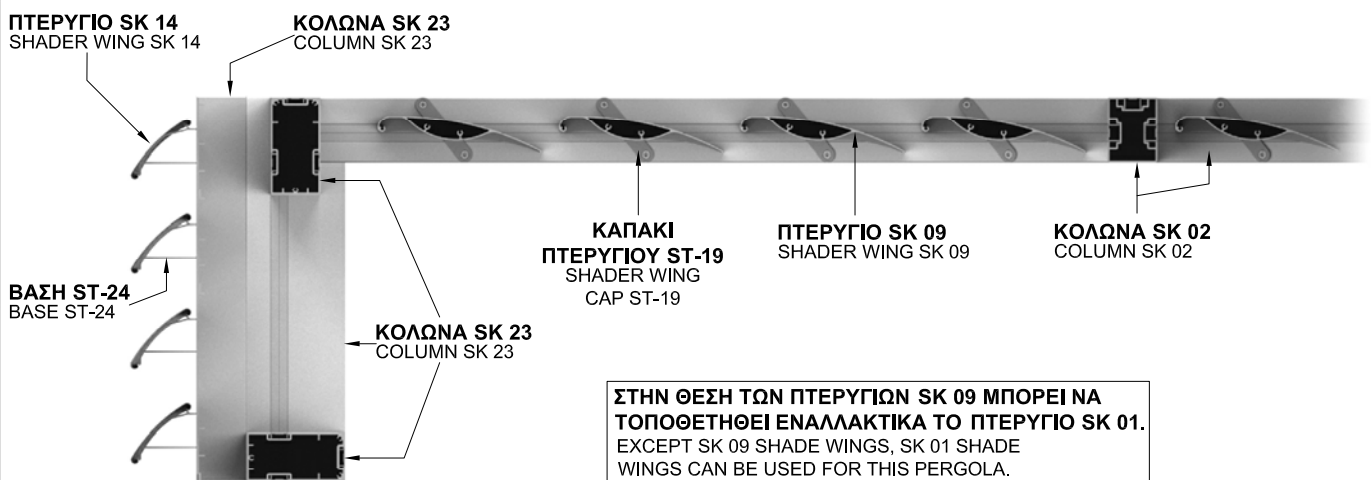 ΠΤΕΡΥΓΙΟ SK 14
SHADER WING SK 14
ΚΟΛΩΝΑ SK 23
COLUMN SK 23
ΒΑΣΗ ST-24
BASE ST-24
ΚΟΛΩΝΑ SK 23
COLUMN SK 23
ΚΑΠΑΚΙ
ΠΤΕΡΥΓΙΟΥ ST-19
SHADER WING
CAP ST-19
ΠΤΕΡΥΓΙΟ SK 09
SHADER WING SK 09
ΚΟΛΩΝΑ SK 02
COLUMN SK 02
ΣΤΗΝ ΘΕΣΗ ΤΩΝ ΠΤΕΡΥΓΙΩΝ SK 09 ΜΠΟΡΕΙ ΝΑ
ΤΟΠΟΘΕΤΗΘΕΙ ΕΝΑΛΛΑΚΤΙΚΑ ΤΟ ΠΤΕΡΥΓΙΟ SK 01.
EXCEPT SK 09 SHADE WINGS, SK 01 SHADE
WINGS CAN BE USED FOR THIS PERGOLA.